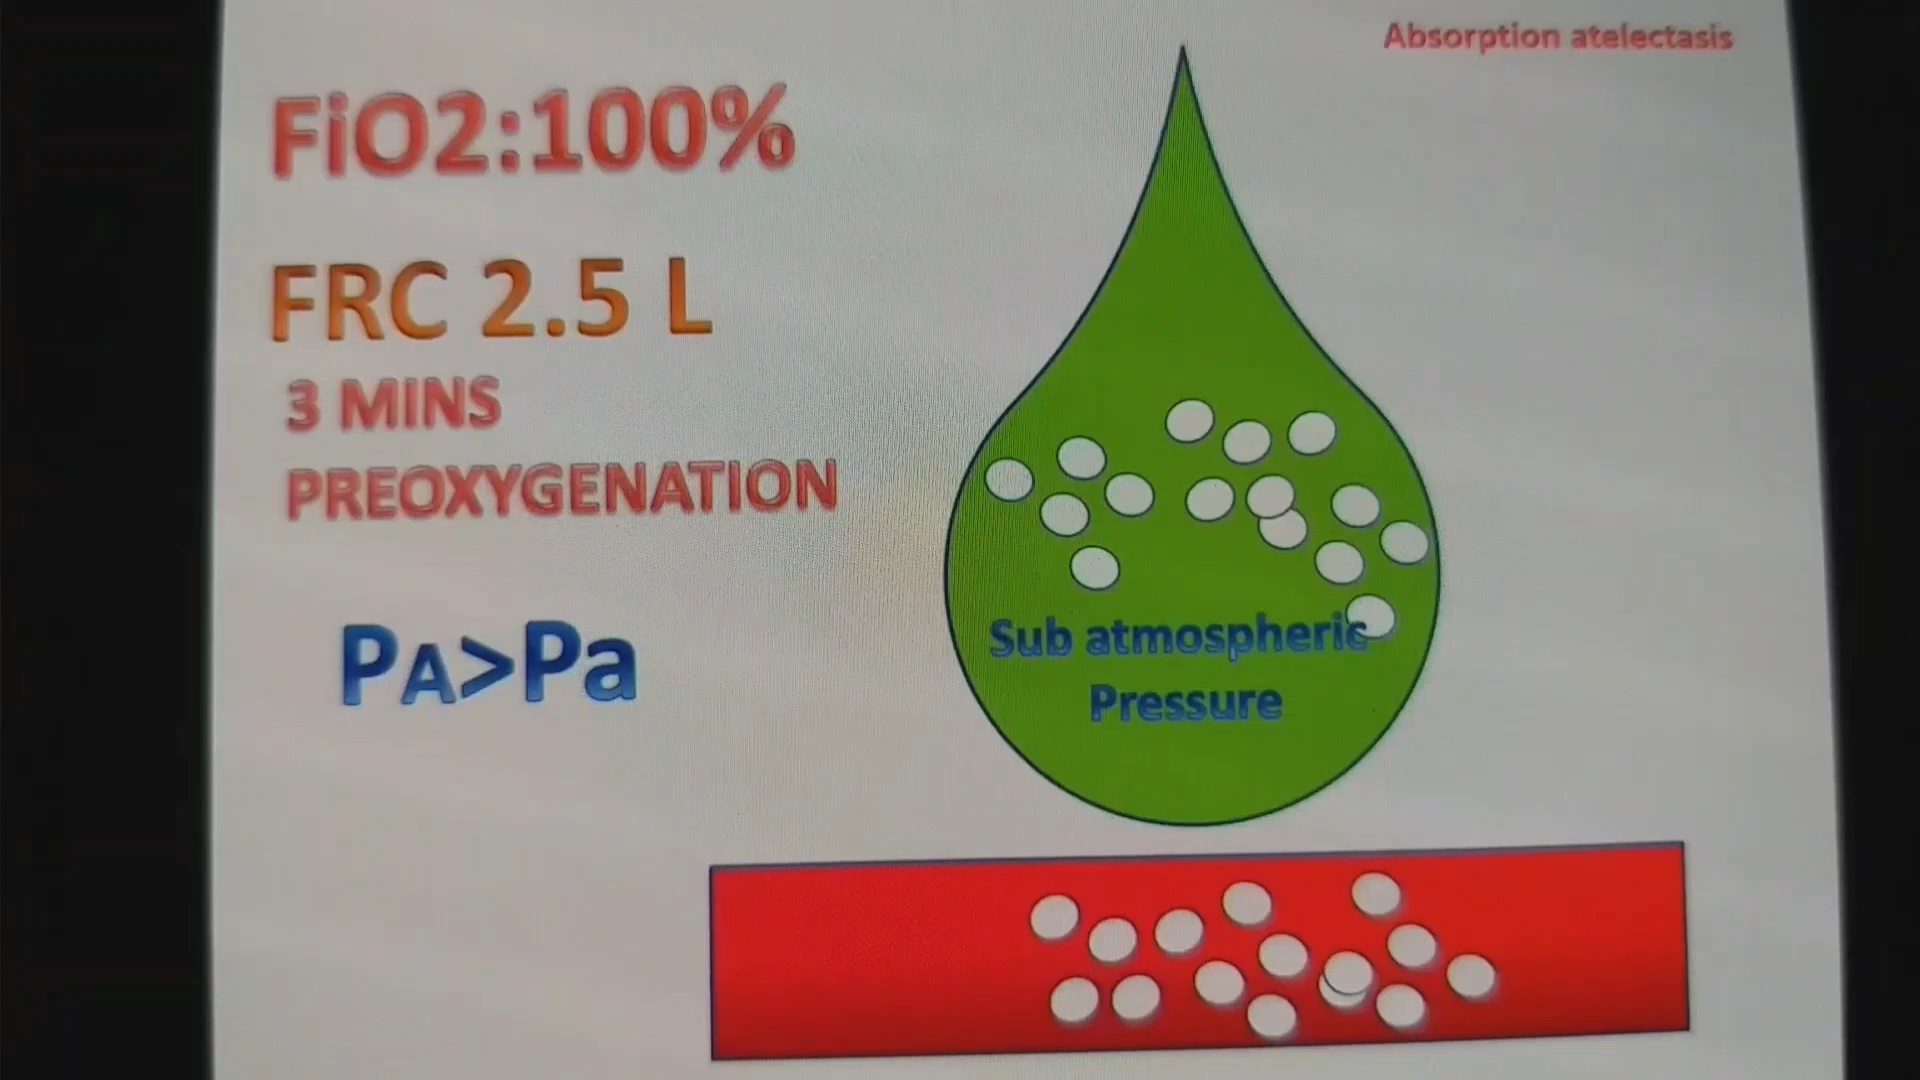 Absorption atelectasis
FiO2:100%
FRC 2.5 L
3 MINS
PREOXYGENATION
PA>Pa
Sub atmospheric
Pressure